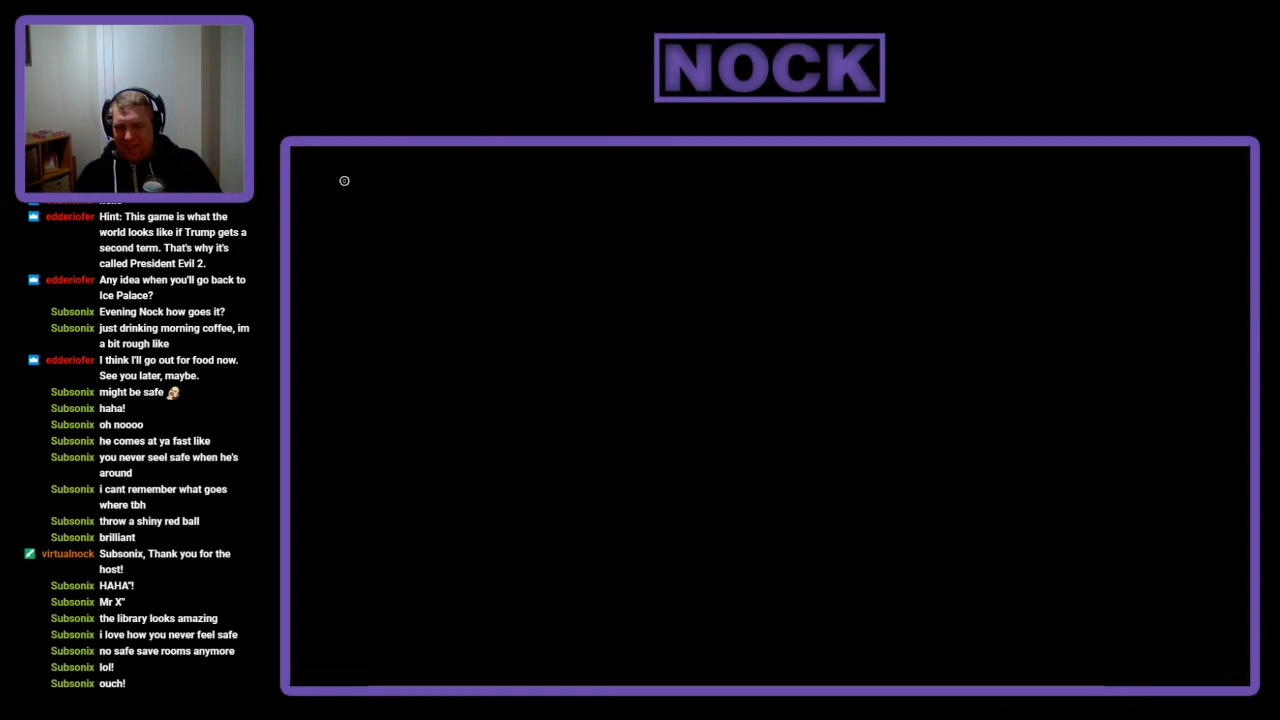 NOCK
edderiofer Hint: This game is what the
world looks like if Trump gets a
second term. That's why it's
called President Evil 2.
edderiofer Any idea when you'll go back to
Ice Palace?
Subsonix Evening Nock how goes it?
Subsonix just drinking morning coffee, im
a bit rough like
edderiofer I think I'll go out for food now.
See you later, maybe.
Subsonix might be safe
Subsonix haha!
Subsonix oh noooo
Subsonix he comes at ya fast like
Subsonix you never seel safe when he's
around
Subsonix i cant remember what goes
where tbh
Subsonix throw a shiny red ball
Subsonix brilliant
virtualnock Subsonix, Thank you for the
host!
Subsonix HAHA"!
Subsonix Mr X"
Subsonix the library looks amazing
Subsonix i love how you never feel safe
Subsonix no safe save rooms anymore
Subsonix lol!
Subsonix ouch!